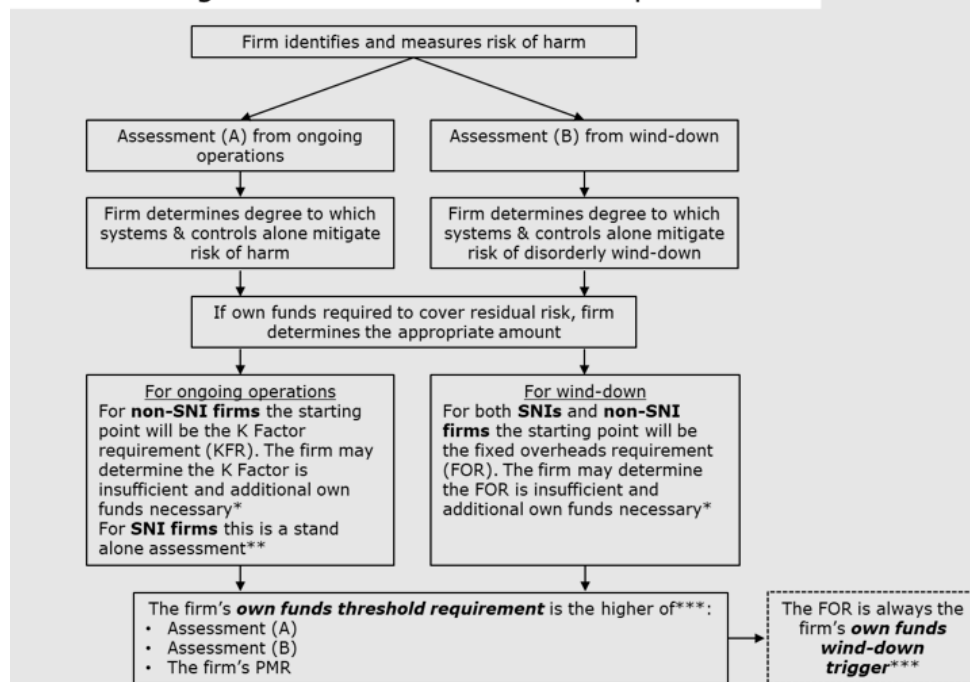 Firm identifies and measures risk of harm
Assessment (A) from ongoing
operations
Assessment (B) from wind-down
Firm determines degree to which
systems & controls alone mitigate
risk of harm
Firm determines degree to which
systems & controls alone mitigate
risk of disorderly wind-down
If own funds required to cover residual risk, firm
determines the appropriate amount
For ongoing operations
For non-SNI firms the starting
point will be the K Factor
requirement (KFR). The firm may
determine the K Factor is
insufficient and additional own
funds necessary*
For SNI firms this is a stand
alone assessment**
For wind-down
For both SNIs and non-SNI
firms the starting point will be
the fixed overheads requirement
(FOR). The firm may determine
the FOR is insufficient and
additional own funds necessary*
The firm's own funds threshold requirement is the higher of***:
• Assessment (A)
• Assessment (B)
• The firm's PMR
The FOR is always the
firm's own funds
wind-down
trigger***